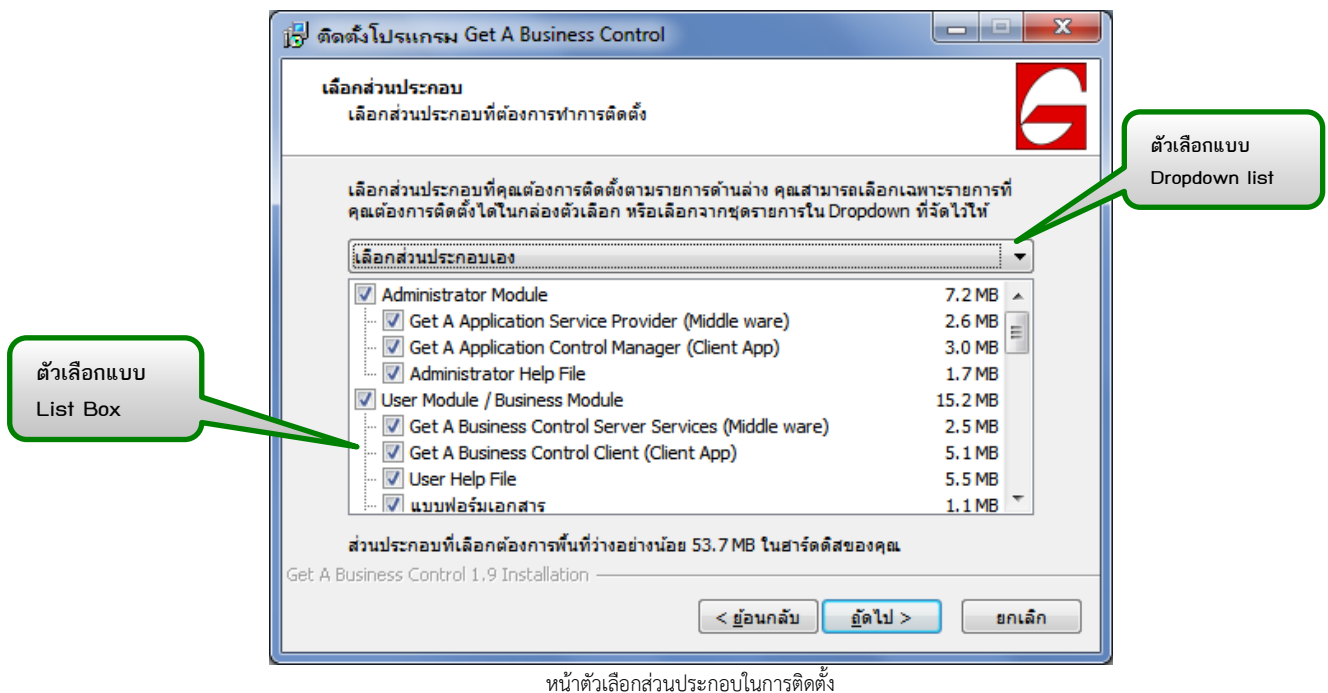 ติดตั้งโปรแกรม Get A Business Control
เลือกส่วนประกอบ
เลือกส่วนประกอบที่ต้องการทำการติดตั้ง
ตัวเลือกแบบ
Dropdown list
เลือกส่วนประกอบที่คุณต้องการติดตั้งตามรายการด้านล่าง คุณสามารถเลือกเฉพาะรายการที่
คุณต้องการติดตั้งได้ในกล่องตัวเลือก หรือเลือกจากชุดรายการใน Dropdown ที่จัดไว้ให้
เลือกส่วนประกอบเอง
Administrator Module 7.2 MB
Get A Application Service Provider (Middle ware) 2.6 MB
Get A Application Control Manager (Client App) 3.0 MB
Administrator Help File 1.7 MB
User Module / Business Module 15.2 MB
Get A Business Control Server Services (Middle ware) 2.5 MB
Get A Business Control Client (Client App) 5.1 MB
User Help File 5.5 MB
แบบฟอร์มเอกสาร 1.1 MB
ตัวเลือกแบบ
List Box
ส่วนประกอบที่เลือกต้องการพื้นที่ว่างอย่างน้อย 53.7 MB ในฮาร์ดดิสของคุณ
Get A Business Control 1.9 Installation
< ย้อนกลับ ถัดไป > ยกเลิก
หน้าตัวเลือกส่วนประกอบในการติดตั้ง